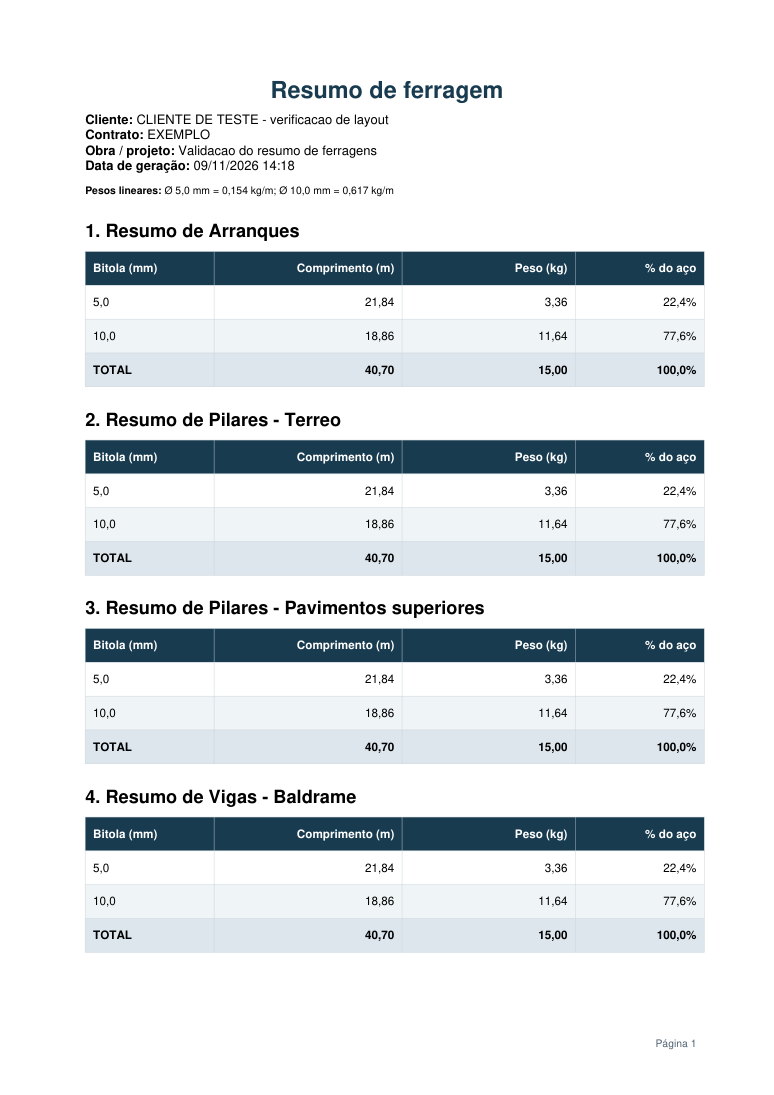 Resumo de ferragem
Cliente: CLIENTE DE TESTE - verificacao de layout
Contrato: EXEMPLO
Obra / projeto: Validacao do resumo de ferragens
Data de geração: 09/11/2026 14:18
Pesos lineares: Ø 5,0 mm = 0,154 kg/m; Ø 10,0 mm = 0,617 kg/m
1. Resumo de Arranques
Bitola (mm) Comprimento (m) Peso (kg) % do aço
5,0 21,84 3,36 22,4%
10,0 18,86 11,64 77,6%
TOTAL 40,70 15,00 100,0%
2. Resumo de Pilares - Terreo
Bitola (mm) Comprimento (m) Peso (kg) % do aço
5,0 21,84 3,36 22,4%
10,0 18,86 11,64 77,6%
TOTAL 40,70 15,00 100,0%
3. Resumo de Pilares - Pavimentos superiores
Bitola (mm) Comprimento (m) Peso (kg) % do aço
5,0 21,84 3,36 22,4%
10,0 18,86 11,64 77,6%
TOTAL 40,70 15,00 100,0%
4. Resumo de Vigas - Baldrame
Bitola (mm) Comprimento (m) Peso (kg) % do aço
5,0 21,84 3,36 22,4%
10,0 18,86 11,64 77,6%
TOTAL 40,70 15,00 100,0%
Página 1